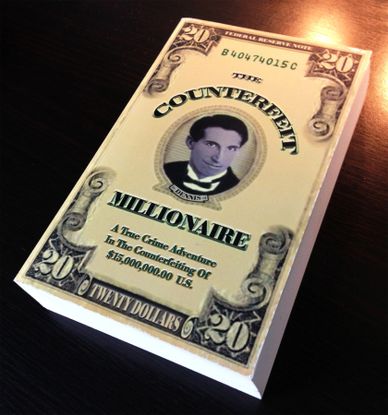 20 FEDERAL RESERVE NOTE 20
B40474015C
THE
COUNTERFEIT
DENNIS
MILLIONAIRE
A True Crime Adventure
In The Counterfeiting Of
$15,000,000.00 U.S.
20 TWENTY DOLLARS 20